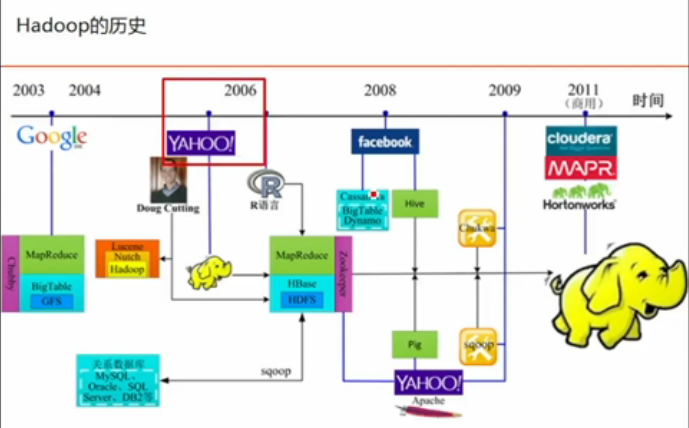 Hadoop的历史
2003 2004 2006 2008 2009 2011
（商用）
时间
Google
YAHOO!
facebook
cloudera
MAPR
Hortonworks
Doug Cutting
R
R语言
Cassandra
BigTable
Dynamo
Hive
Chukwa
Chubby
MapReduce
BigTable
GFS
Lucene
Nutch
Hadoop
MapReduce
HBase
HDFS
Zookeeper
Pig
sqoop
关系数据库
MySQL、
Oracle、SQL
Server、DB2等
sqoop
YAHOO!
Apache